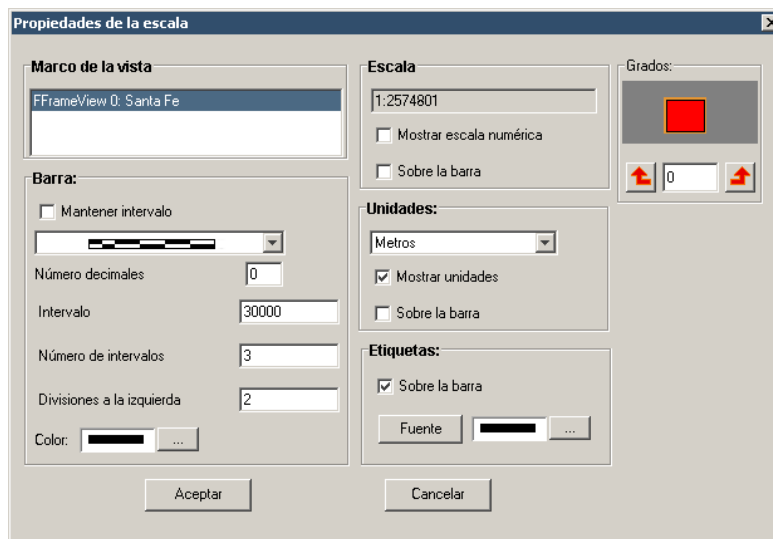 Propiedades de la escala
Marco de la vista
FFrameView 0: Santa Fe
Barra:
Mantener intervalo
Número decimales
0
Intervalo
30000
Número de intervalos
3
Divisiones a la izquierda
2
Color:
...
Escala
1:2574801
Mostrar escala numérica
Sobre la barra
Unidades:
Metros
Mostrar unidades
Sobre la barra
Etiquetas:
Sobre la barra
Fuente
...
Grados:
0
Aceptar
Cancelar